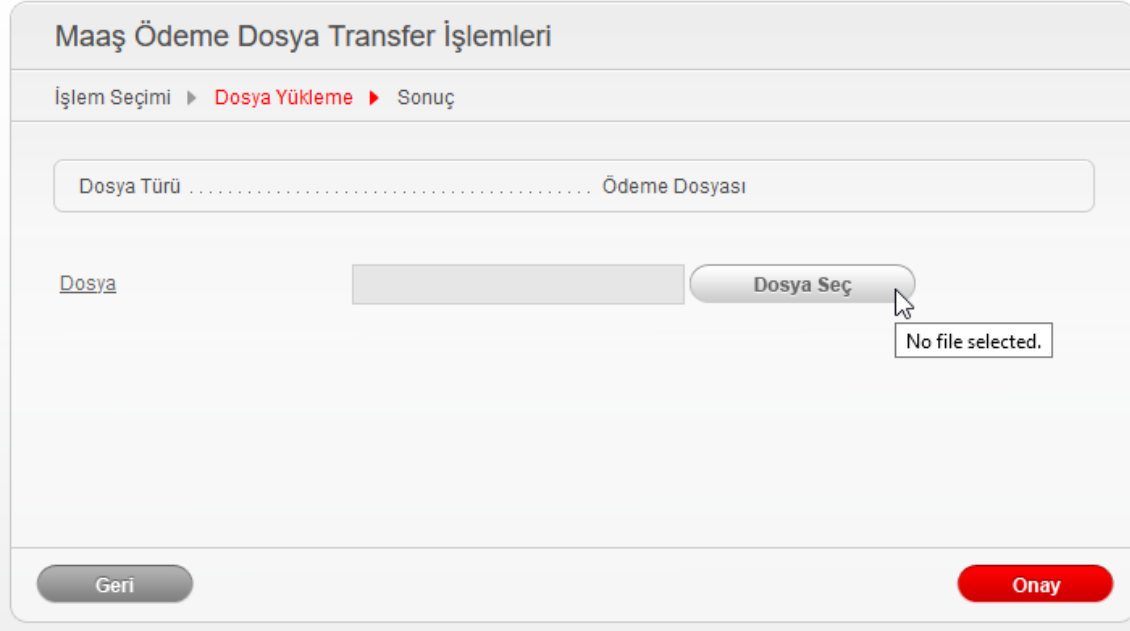 Maaş Ödeme Dosya Transfer İşlemleri
İşlem Seçimi Dosya Yükleme Sonuç
Dosya Türü ........................................ Ödeme Dosyası
Dosya Dosya Seç
No file selected.
Geri Onay